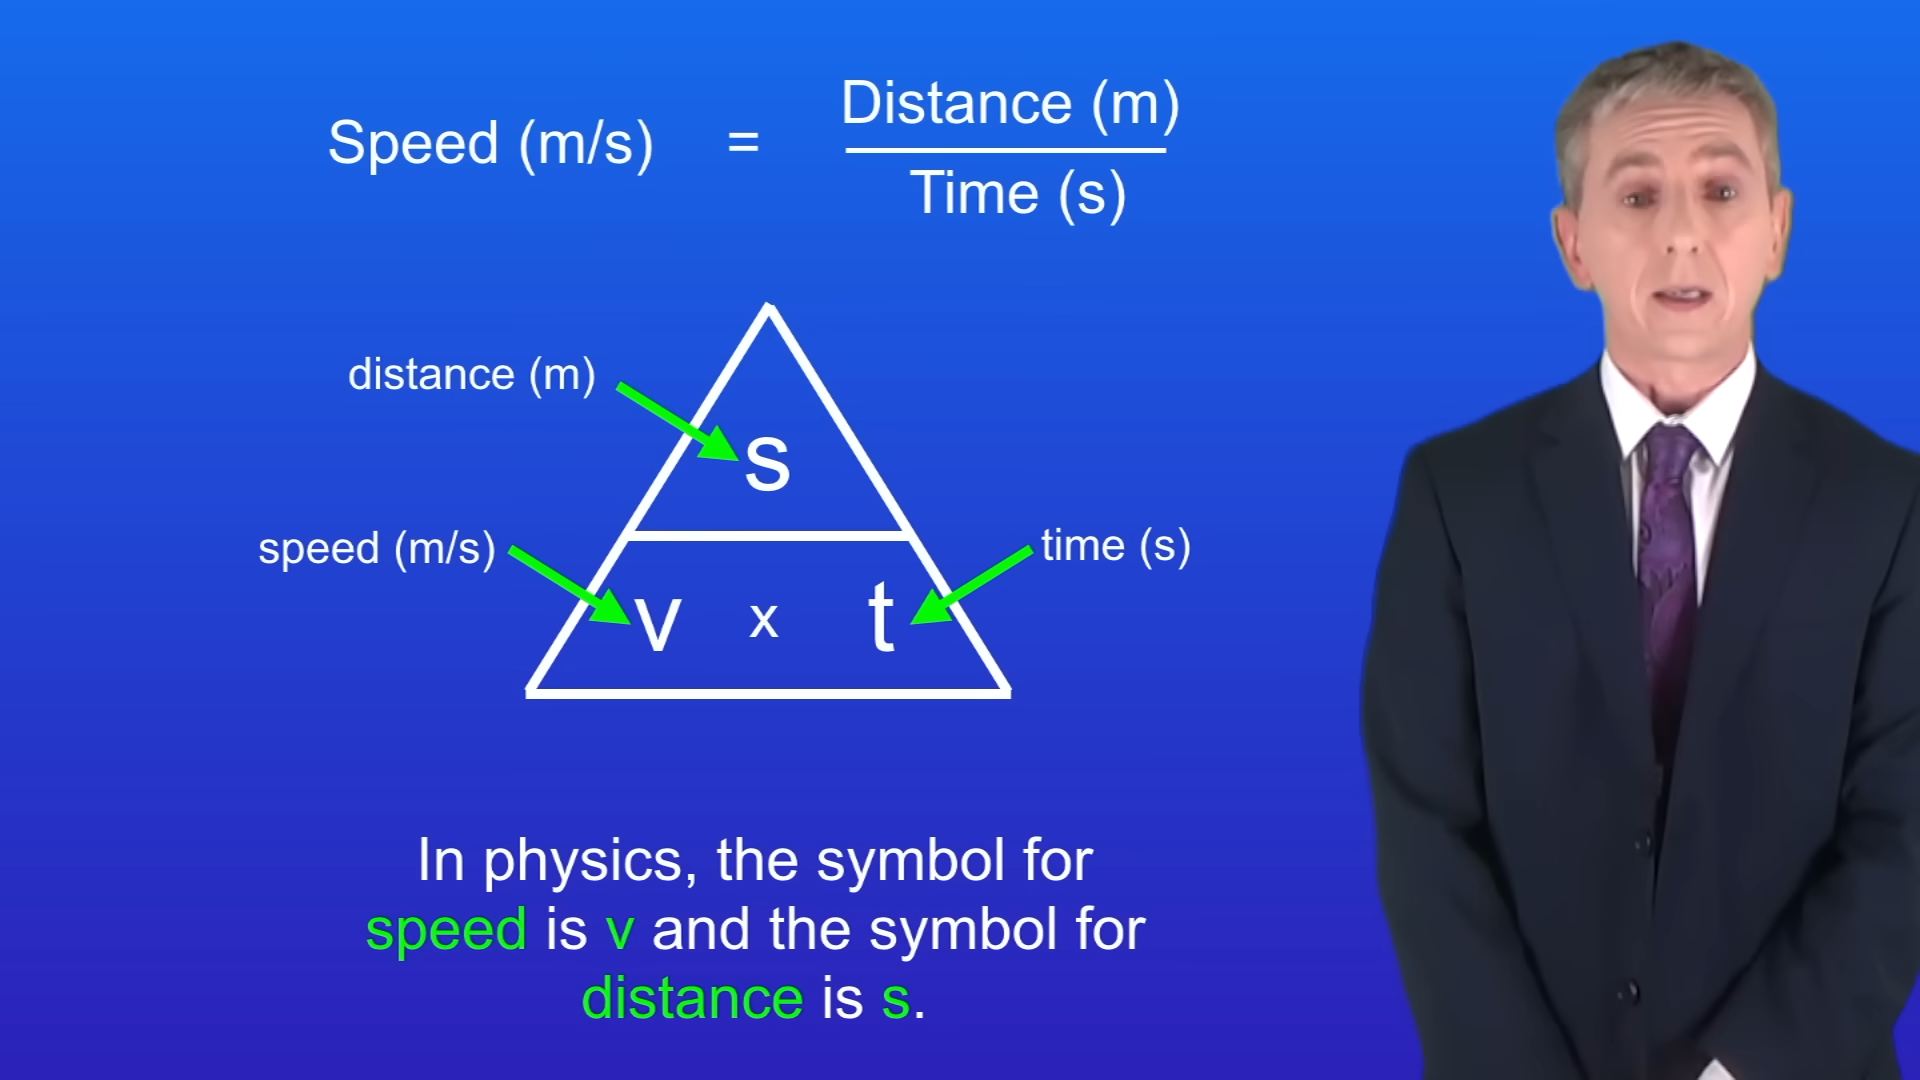 Speed (m/s) = Distance (m)
Time (s)
distance (m)
s
speed (m/s)
time (s)
v x t
In physics, the symbol for
speed is v and the symbol for
distance is s.